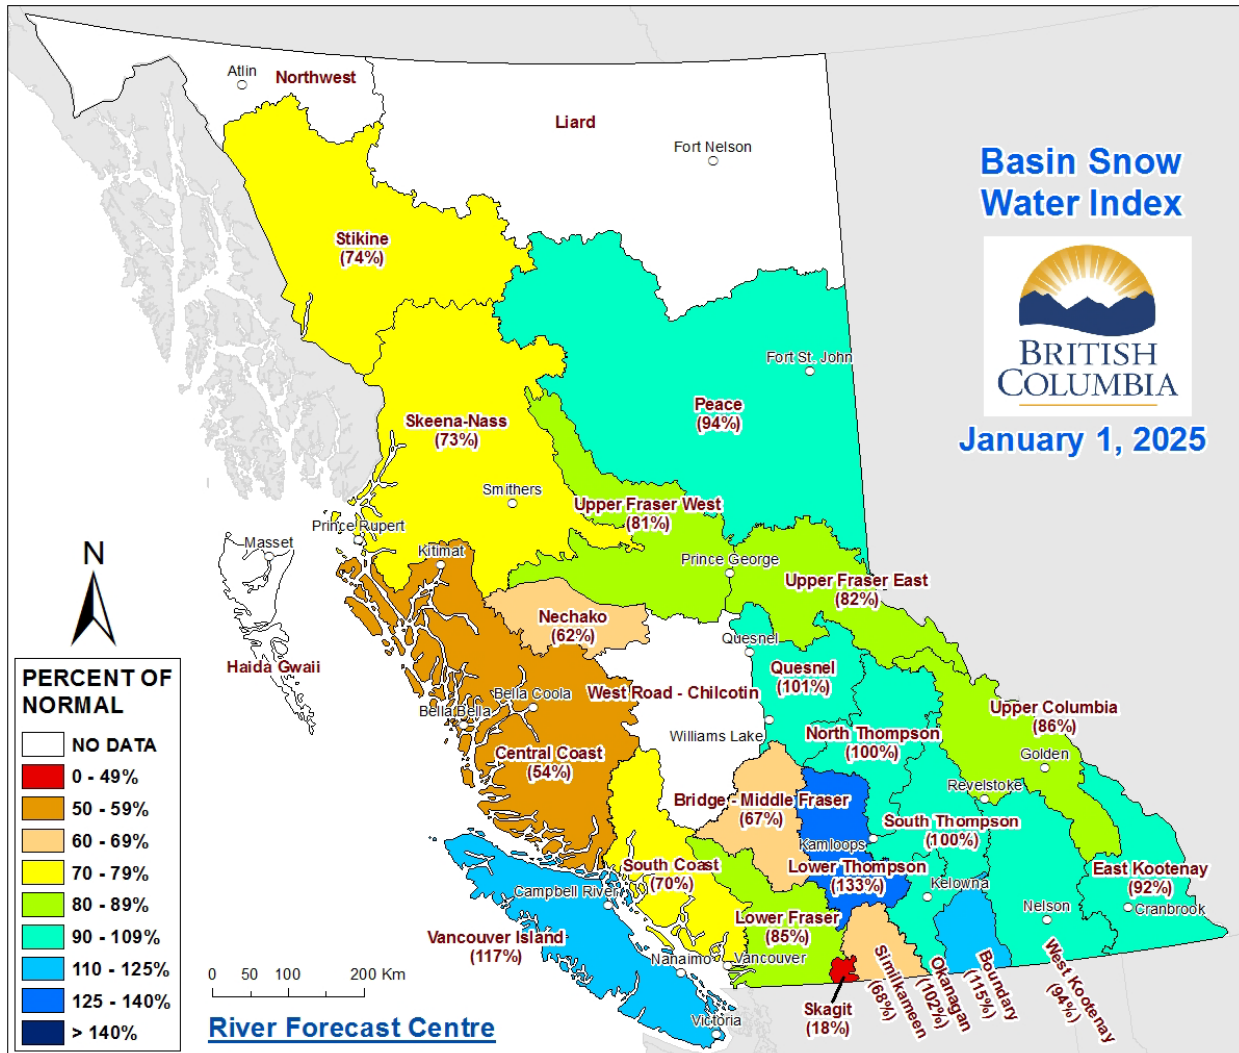 Atlin
Northwest
Liard
Fort Nelson
Basin Snow
Water Index
Stikine
(74%)
BRITISH
COLUMBIA
January 1, 2025
Fort St. John
Peace
(94%)
Skeena-Nass
(73%)
Smithers
Upper Fraser West
(81%)
Prince Rupert
Masset
Kitimat
Prince George
Upper Fraser East
(82%)
N
Nechako
(62%)
Quesnel
Haida Gwaii
Quesnel
(101%)
West Road - Chilcotin
Bella Coola
Bella Bella
Williams Lake
Upper Columbia
(86%)
North Thompson
(100%)
Golden
Central Coast
(54%)
Revelstoke
Bridge - Middle Fraser
(67%)
South Thompson
(100%)
Kamloops
South Coast
(70%)
Lower Thompson
(133%)
East Kootenay
(92%)
Campbell River
Kelowna
Nelson
Cranbrook
Lower Fraser
(85%)
Vancouver Island
(117%)
Nanaimo
Vancouver
Victoria
Skagit
(18%)
Similkameen
(68%)
Okanagan
(102%)
Boundary
(115%)
West Kootenay
(94%)
PERCENT OF
NORMAL
NO DATA
0 - 49%
50 - 59%
60 - 69%
70 - 79%
80 - 89%
90 - 109%
110 - 125%
125 - 140%
> 140%
0 50 100 200 Km
River Forecast Centre